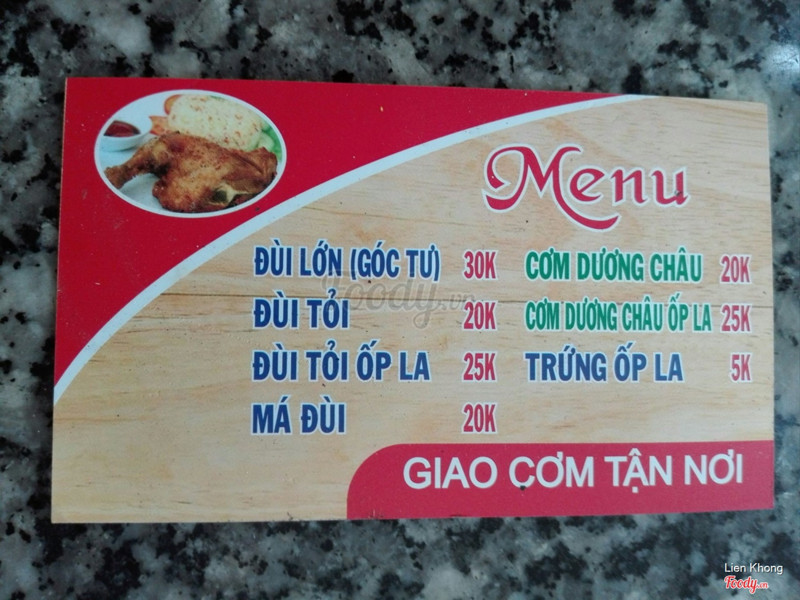 Menu
ĐÙI LỚN (GÓC TƯ) 30K
ĐÙI TỎI 20K
ĐÙI TỎI ỐP LA 25K
MÁ ĐÙI 20K
CƠM DƯƠNG CHÂU 20K
CƠM DƯƠNG CHÂU ỐP LA 25K
TRỨNG ỐP LA 5K
GIAO CƠM TẬN NƠI
Foody.vn
Lien Khong
Foody.vn